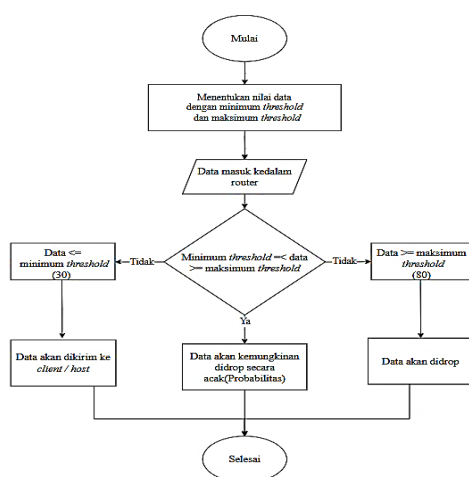 Mulai
Menentukan nilai data
dengan minimum threshold
dan maksimum threshold
Data masuk kedalam
router
Minimum threshold =< data
>= maksimum threshold
Tidak
Data <=
minimum threshold
(30)
Tidak
Data >= maksimum
threshold
(80)
Ya
Data akan dikirim ke
client / host
Data akan kemungkinan
didrop secara
acak(Probabilitas)
Data akan didrop
Selesai